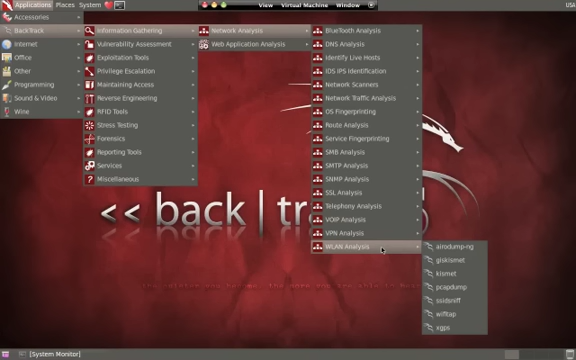 Applications Places System
View Virtual Machine Window
USA
Accessories
BackTrack
Internet
Office
Other
Programming
Sound & Video
Wine
Information Gathering
Vulnerability Assessment
Exploitation Tools
Privilege Escalation
Maintaining Access
Reverse Engineering
RFID Tools
Stress Testing
Forensics
Reporting Tools
Services
Miscellaneous
Network Analysis
Web Application Analysis
BlueTooth Analysis
DNS Analysis
Identify Live Hosts
IDS IPS Identification
Network Scanners
Network Traffic Analysis
OS Fingerprinting
Route Analysis
Service Fingerprinting
SMB Analysis
SMTP Analysis
SNMP Analysis
SSL Analysis
Telephony Analysis
VOIP Analysis
VPN Analysis
WLAN Analysis
airodump-ng
giskismet
kismet
pcapdump
ssidsniff
wifitap
xgps
<< back | tr
[System Monitor]